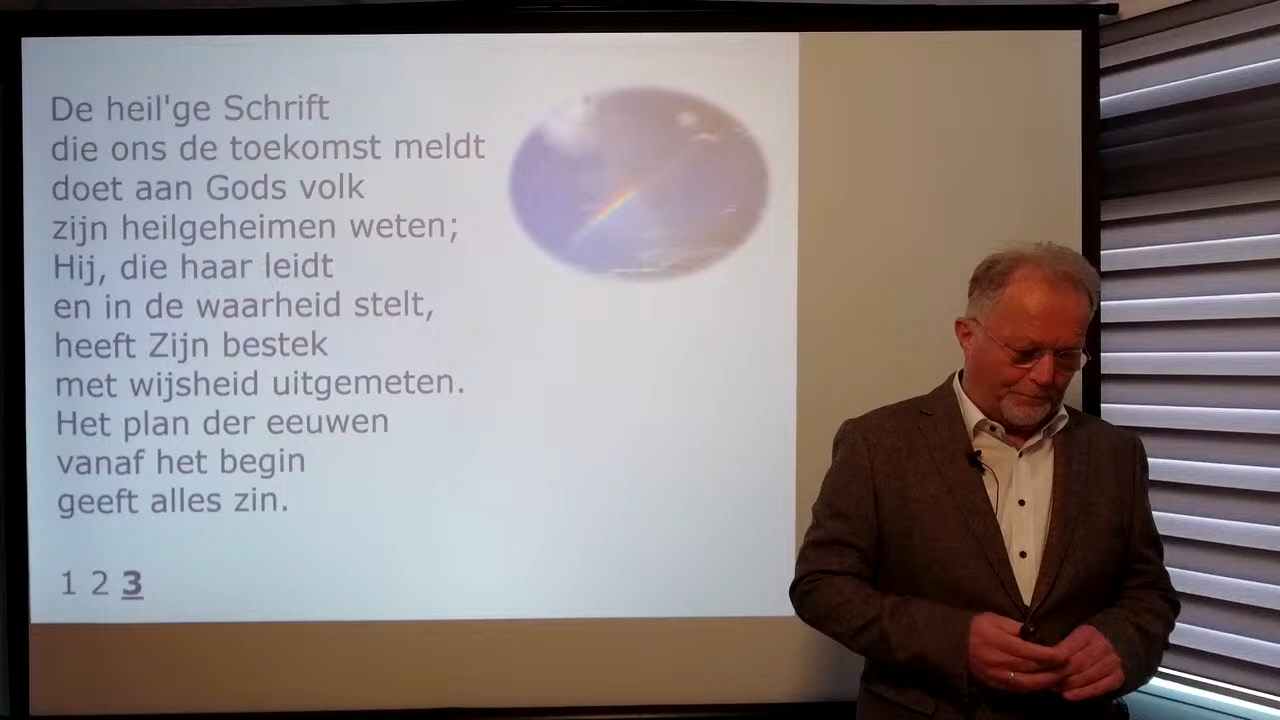 De heil'ge Schrift
die ons de toekomst meldt
doet aan Gods volk
zijn heilgeheimen weten;
Hij, die haar leidt
en in de waarheid stelt,
heeft Zijn bestek
met wijsheid uitgemeten.
Het plan der eeuwen
vanaf het begin
geeft alles zin.
1 2 3